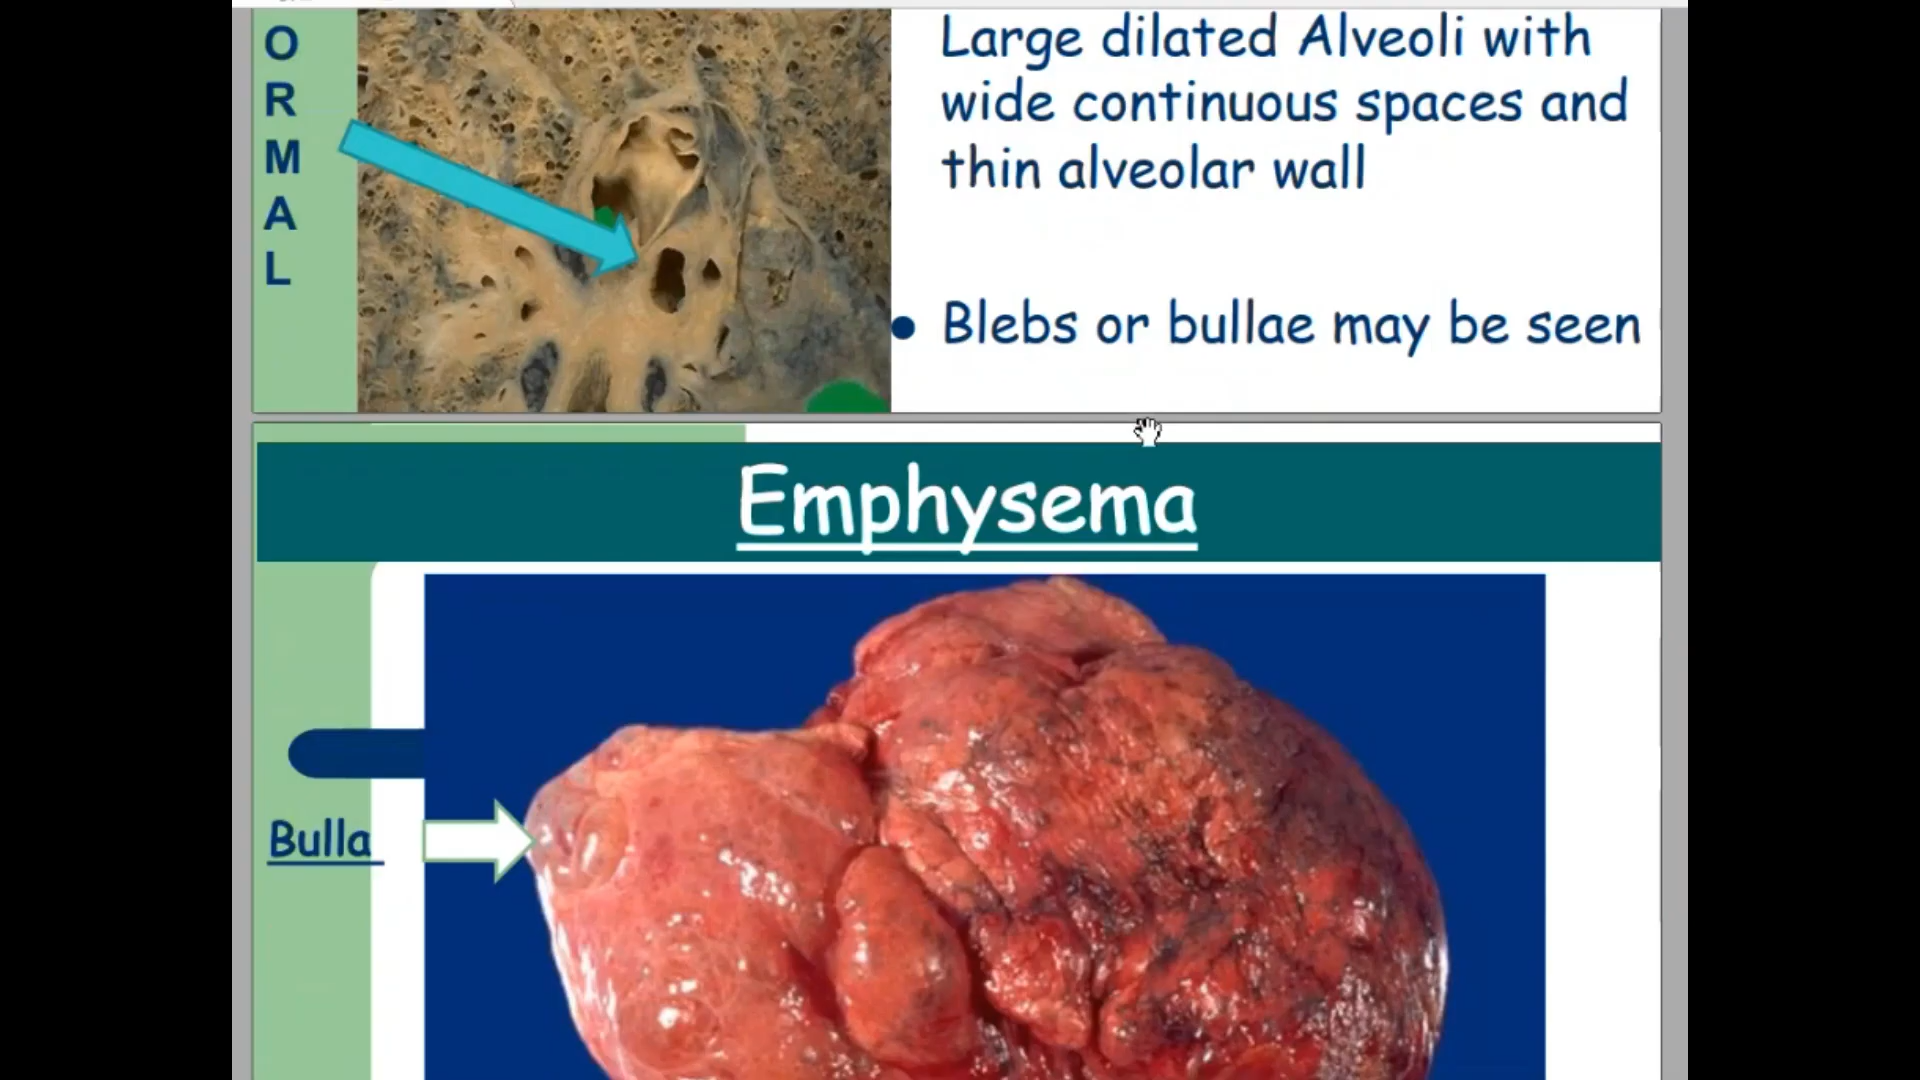 O
R
M
A
L
Large dilated Alveoli with
wide continuous spaces and
thin alveolar wall
• Blebs or bullae may be seen
Emphysema
Bulla